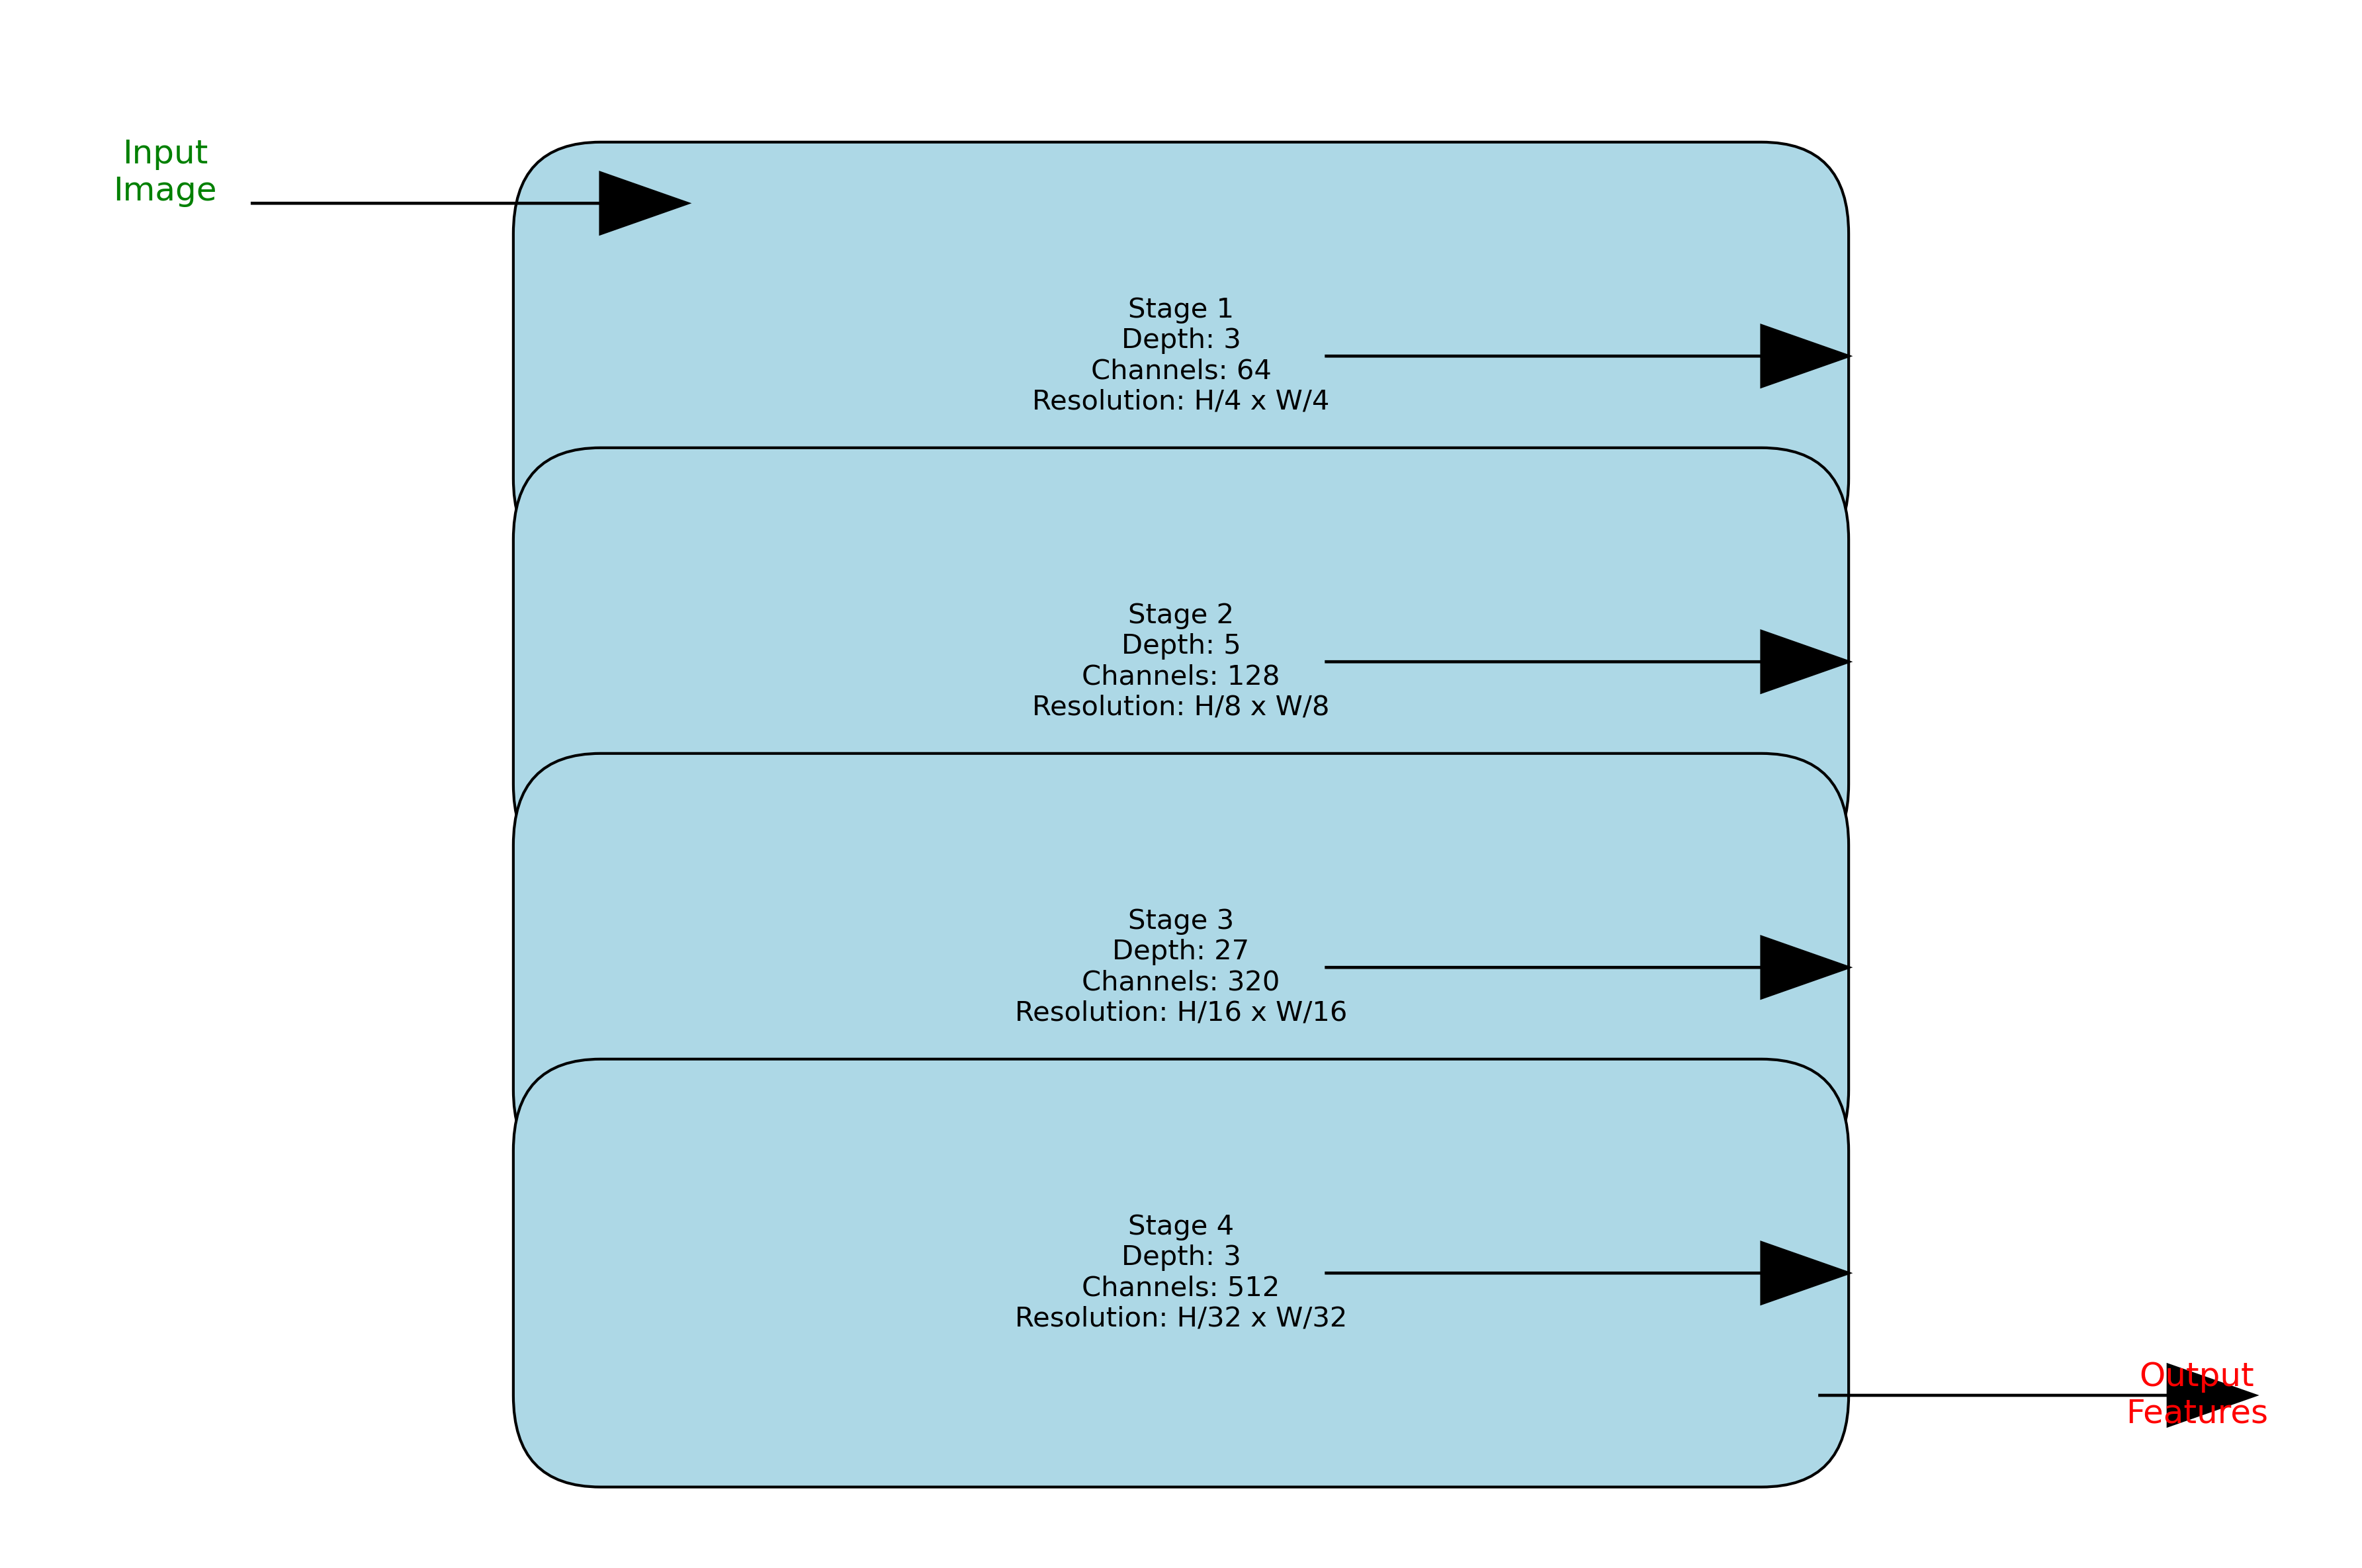 Input
Image
Stage 1
Depth: 3
Channels: 64
Resolution: H/4 x W/4
Stage 2
Depth: 5
Channels: 128
Resolution: H/8 x W/8
Stage 3
Depth: 27
Channels: 320
Resolution: H/16 x W/16
Stage 4
Depth: 3
Channels: 512
Resolution: H/32 x W/32
Output
Features